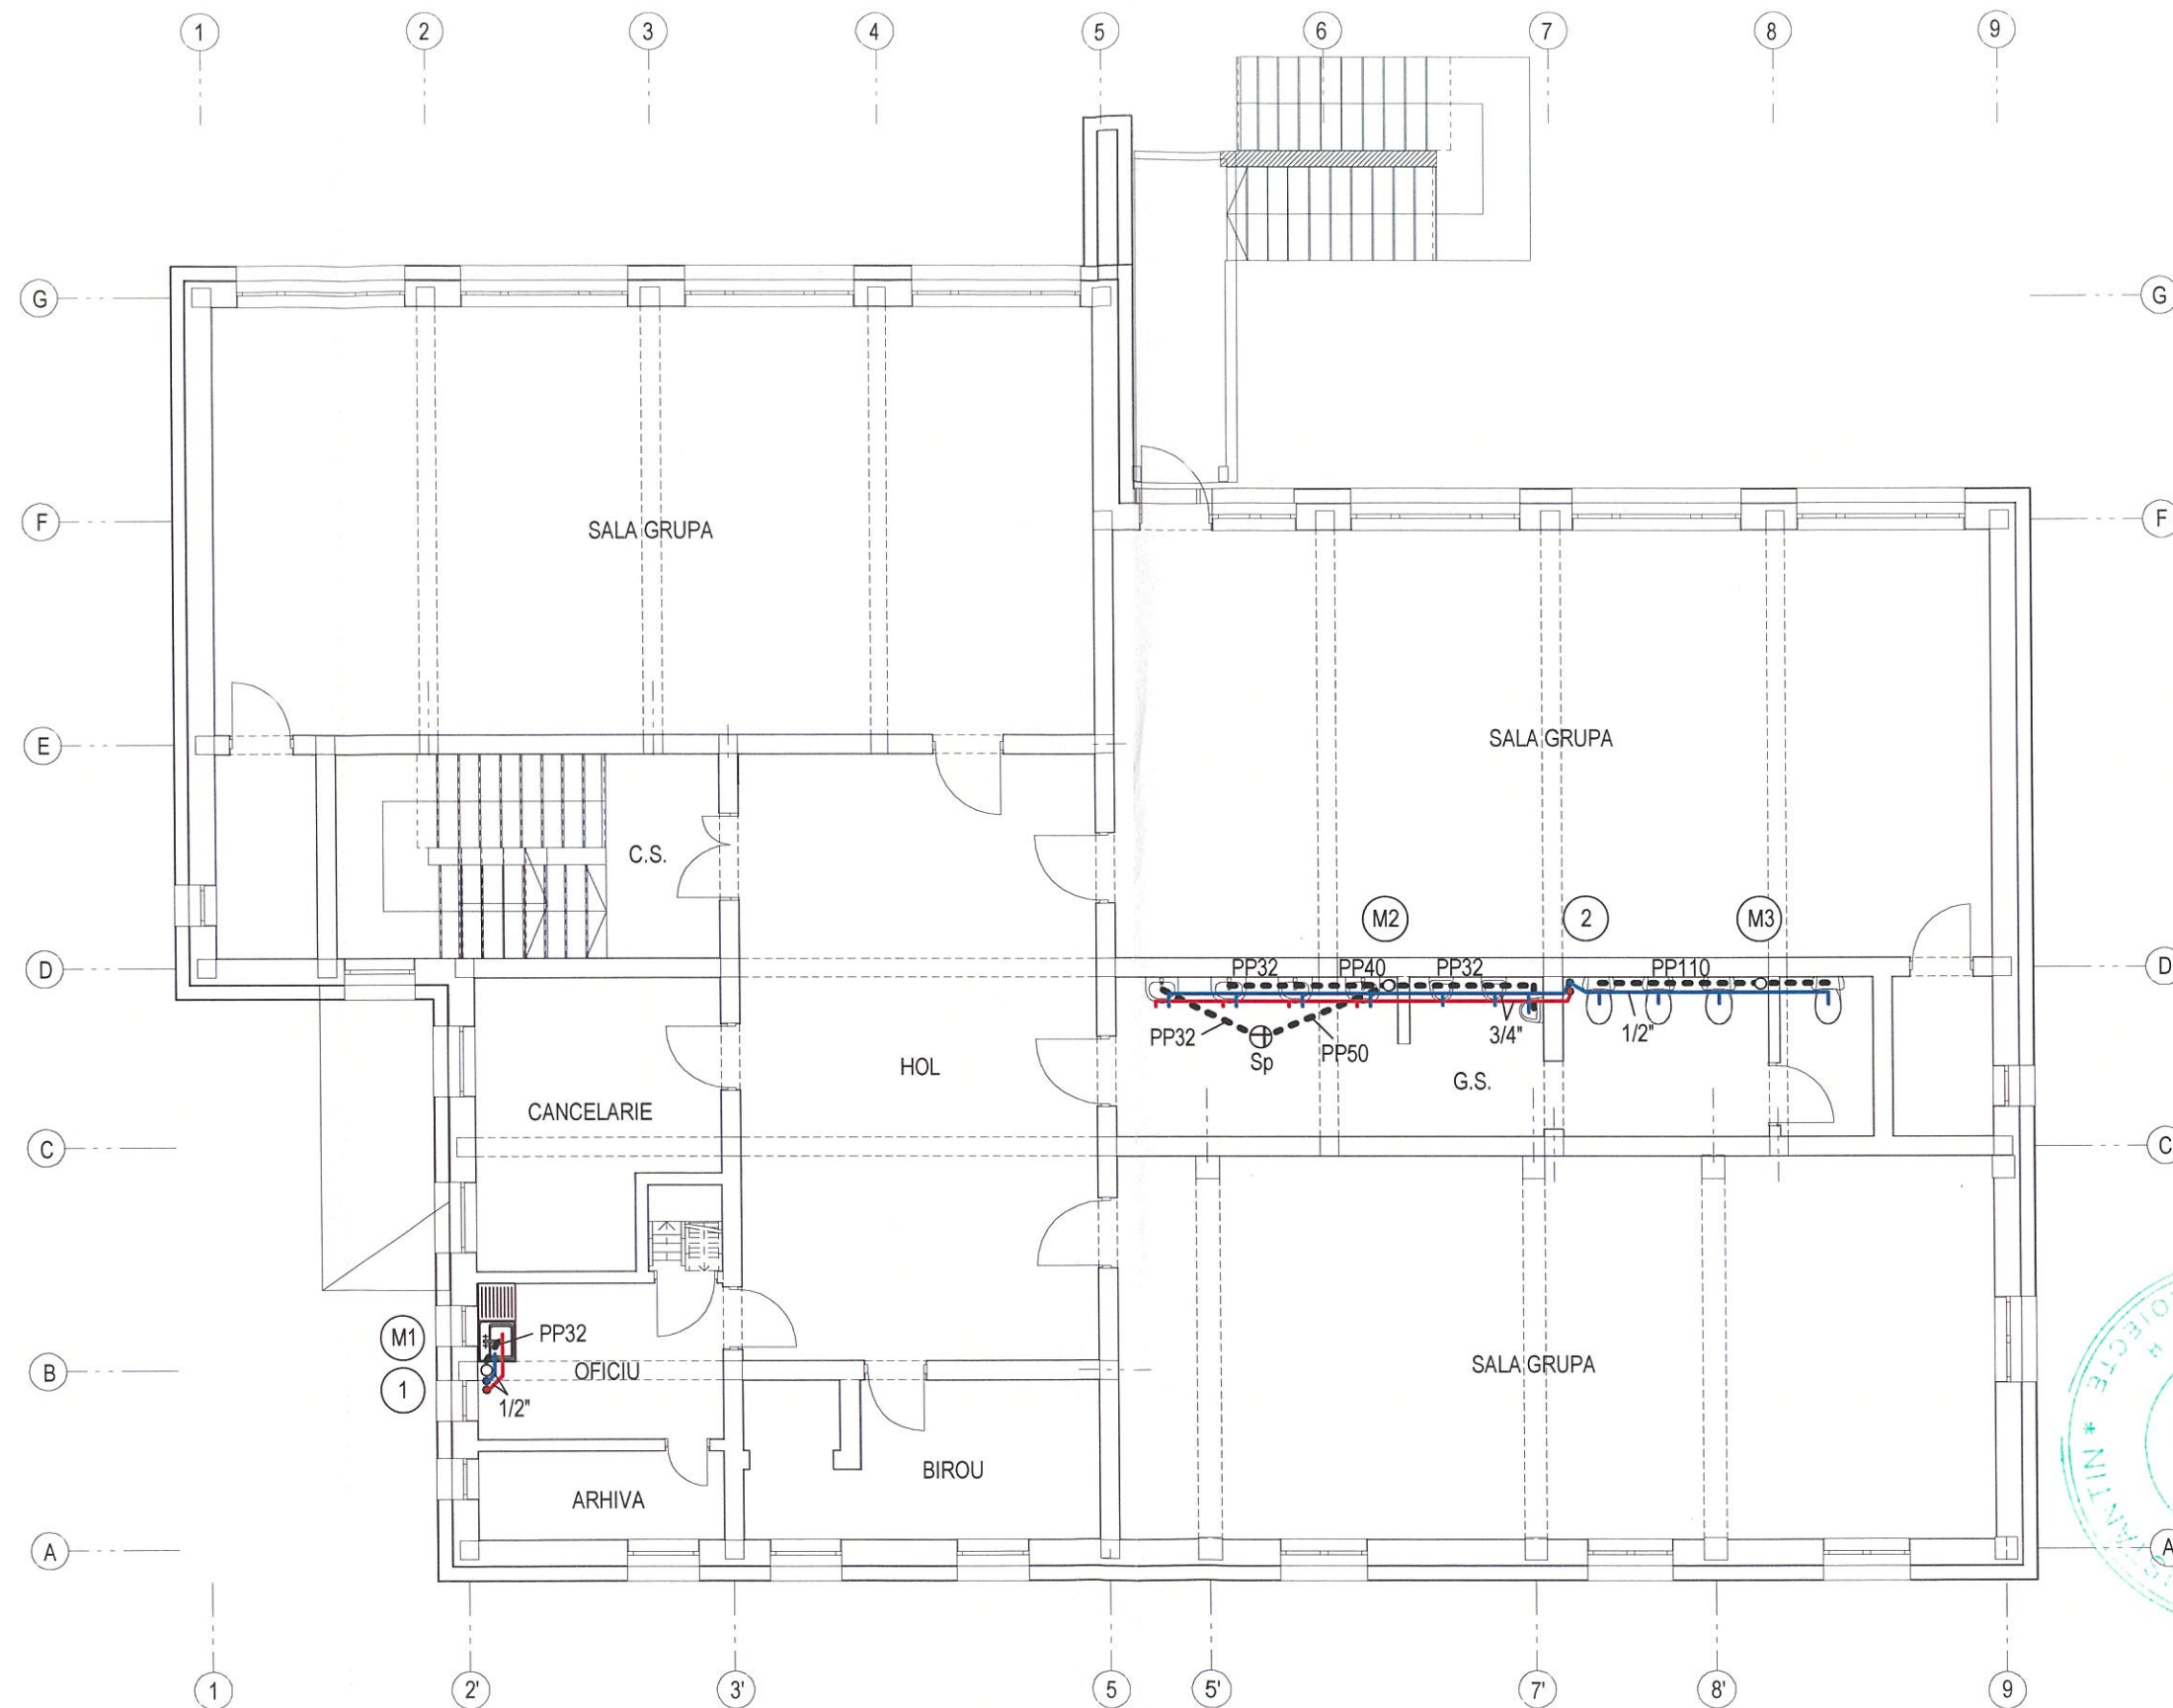 1 2 3 4 5 6 7 8 9
G G
F F
SALA GRUPA
E
SALA GRUPA
C.S.
M2 2 M3
D D
PP32 PP40 PP32 PP110
PP32 Sp PP50 3/4" 1/2"
HOL
G.S.
CANCELARIE
C C
M1 PP32
B OFICIU
1 1/2"
SALA GRUPA
BIROU
ARHIVA
A A
1 2' 3' 5 5' 7' 8' 9